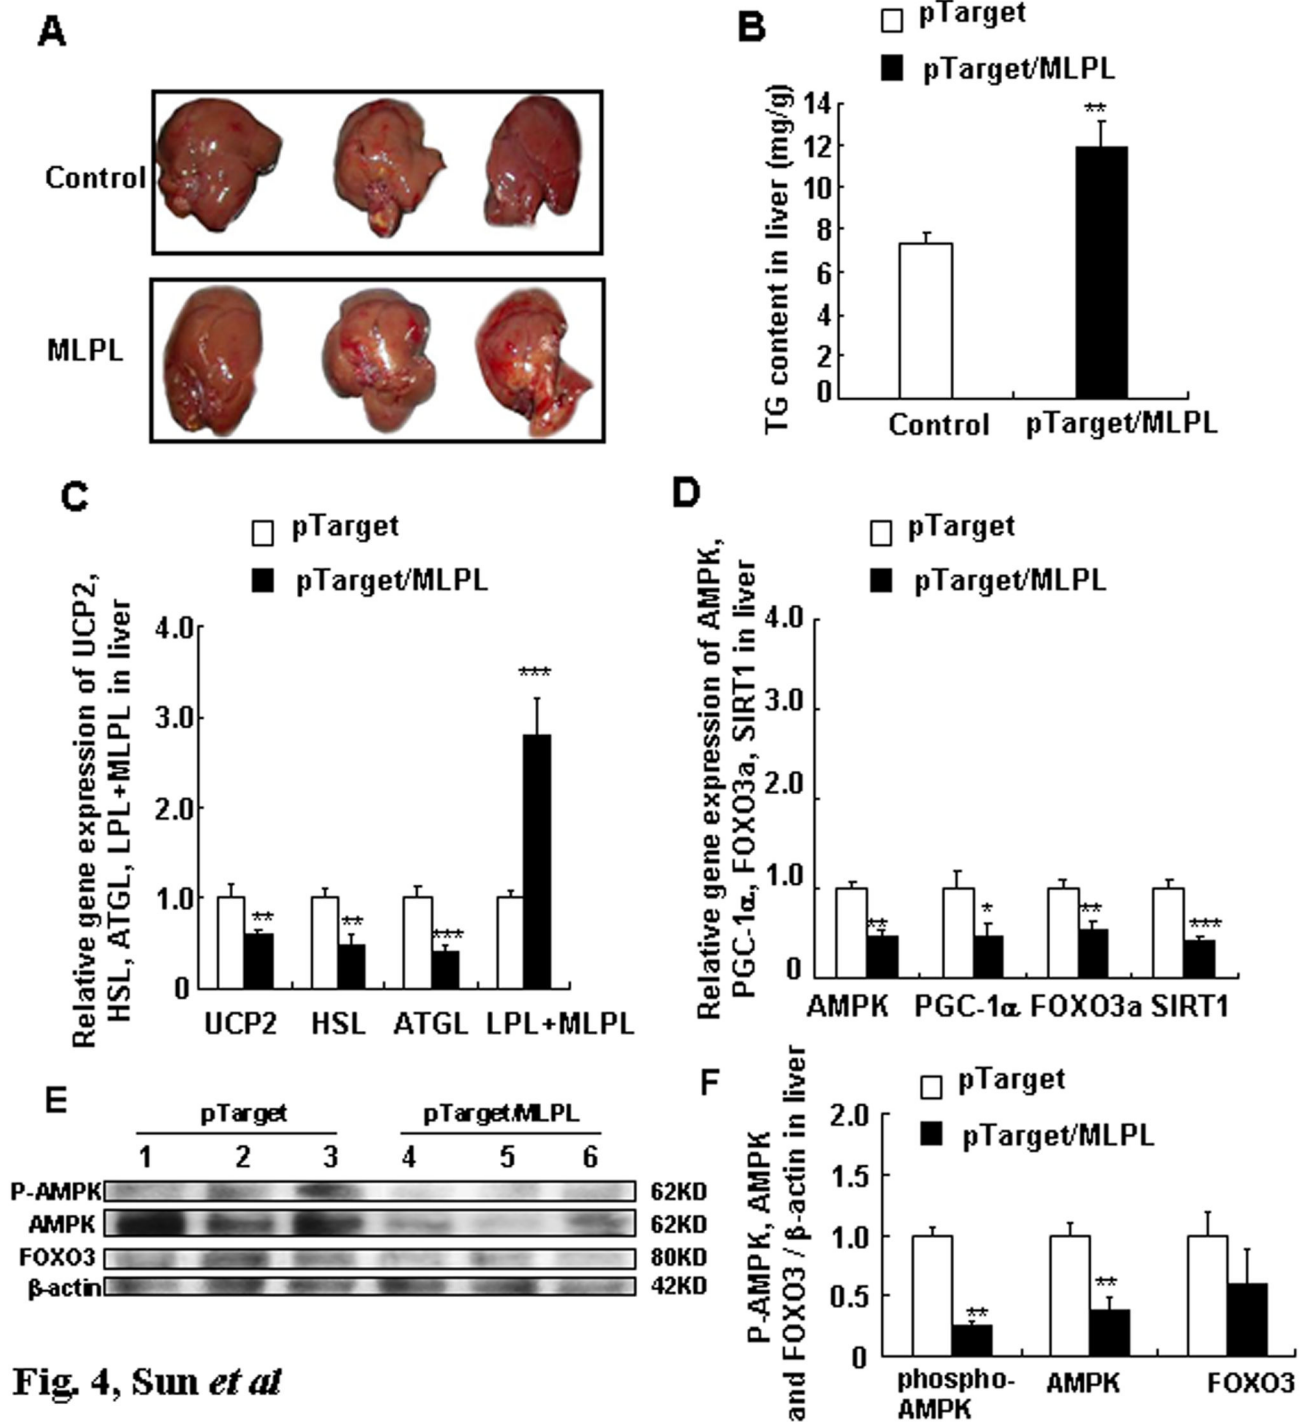 A
Control
MLPL
B
pTarget
pTarget/MLPL
TG content in liver (mg/g)
14
12
10
8
6
4
2
0
**
Control
pTarget/MLPL
C
pTarget
pTarget/MLPL
Relative gene expression of UCP2,
HSL, ATGL, LPL+MLPL in liver
4.0
3.0
2.0
1.0
0
**
**
***
***
UCP2
HSL
ATGL
LPL+MLPL
D
pTarget
pTarget/MLPL
Relative gene expression of AMPK,
PGC-1α, FOXO3a, SIRT1 in liver
4.0
3.0
2.0
1.0
0
**
*
**
***
AMPK
PGC-1α
FOXO3a
SIRT1
E
pTarget
pTarget/MLPL
1 2 3 4 5 6
P-AMPK 62KD
AMPK 62KD
FOXO3 80KD
β-actin 42KD
F
pTarget
pTarget/MLPL
P-AMPK, AMPK
and FOXO3 / β-actin in liver
2.0
1.5
1.0
0.5
0
**
**
phospho-
AMPK
AMPK
FOXO3
Fig. 4, Sun et al